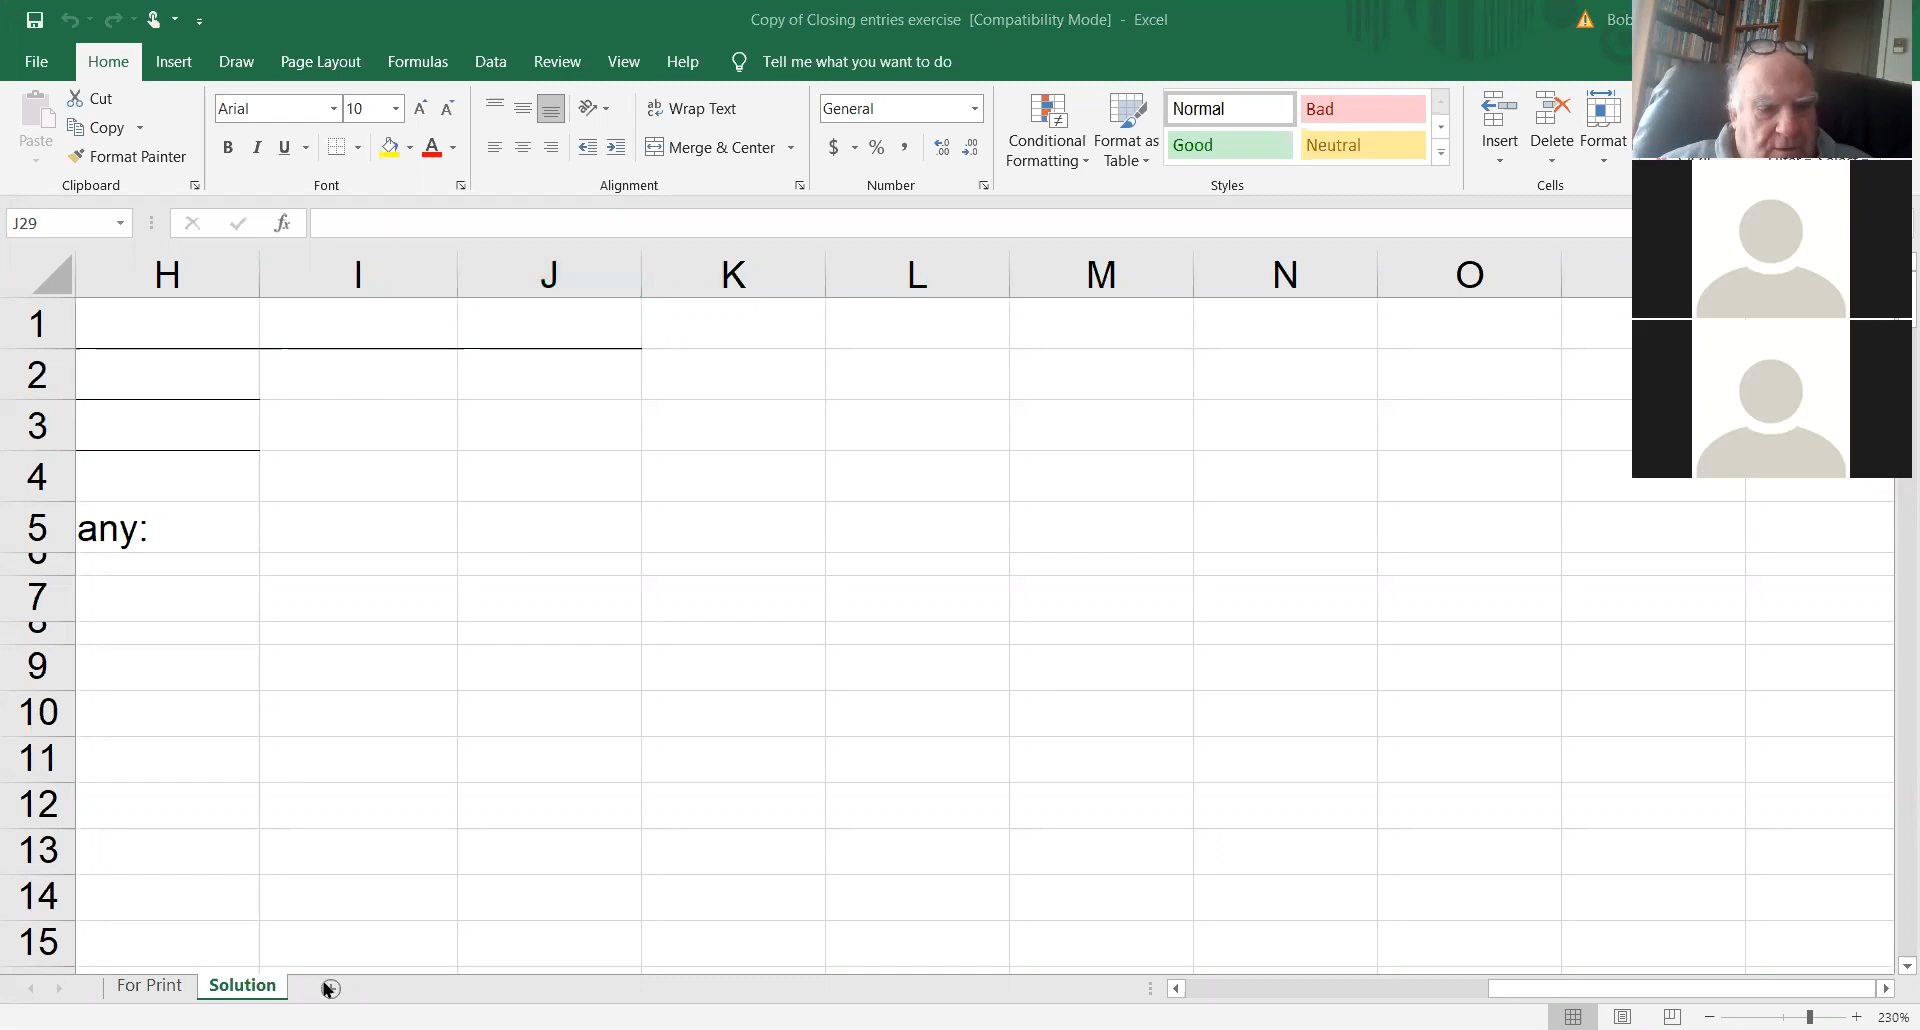 Copy of Closing entries exercise [Compatibility Mode] - Excel
Bob
File Home Insert Draw Page Layout Formulas Data Review View Help Tell me what you want to do
Cut
Copy
Format Painter
Paste
Clipboard
Arial 10
B I U
Font
Wrap Text
Merge & Center
Alignment
General
$ % ,
Number
Conditional Formatting
Format as Table
Normal Bad
Good Neutral
Styles
Insert Delete Format
Cells
J29
fx
H I J K L M N O
1
2
3
4
5 any:
7
9
10
11
12
13
14
15
For Print Solution
230%